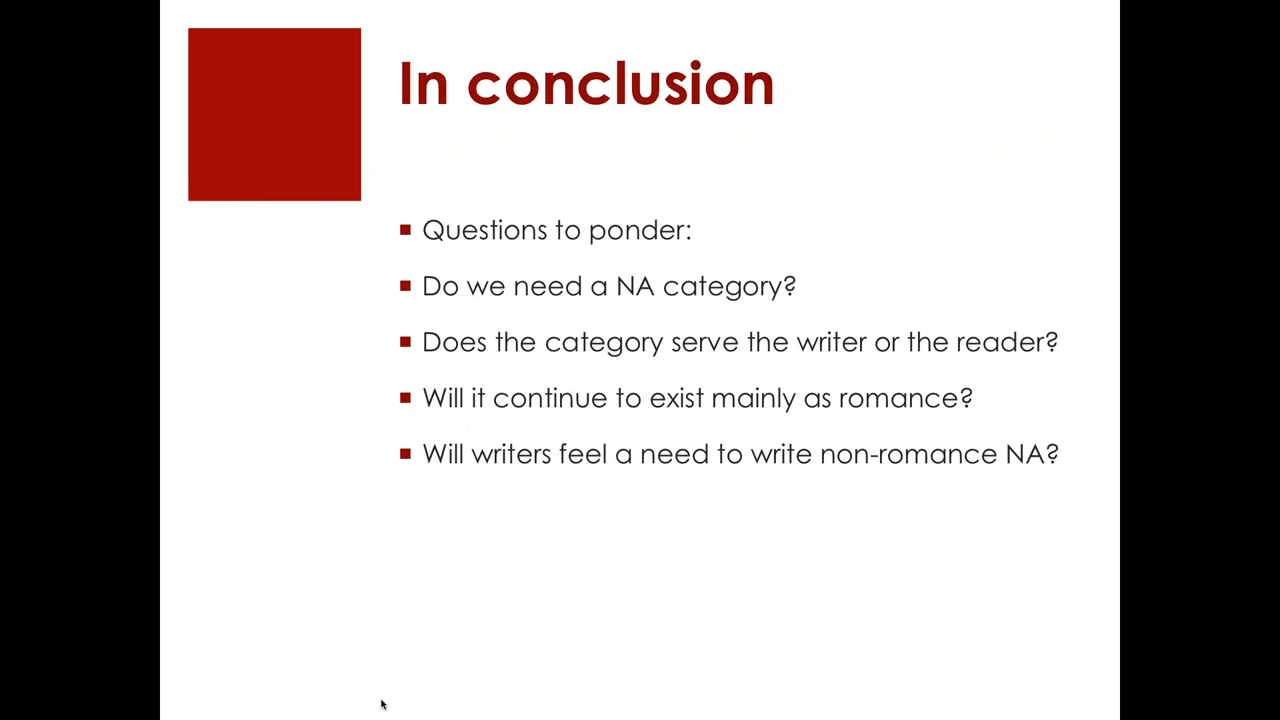 In conclusion
Questions to ponder:
Do we need a NA category?
Does the category serve the writer or the reader?
Will it continue to exist mainly as romance?
Will writers feel a need to write non-romance NA?